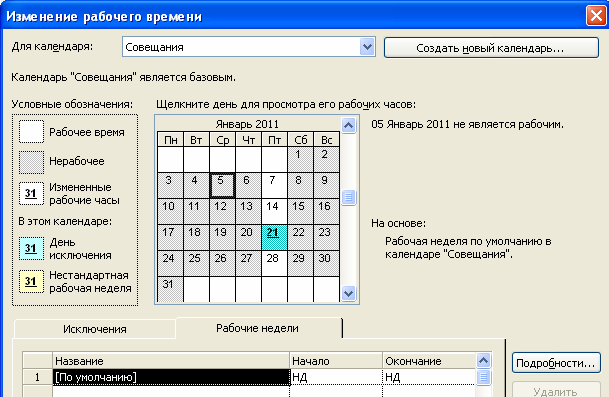 Изменение рабочего времени
Для календаря: Совещания Создать новый календарь...
Календарь "Совещания" является базовым.
Условные обозначения: Щелкните день для просмотра его рабочих часов:
Рабочее время
Нерабочее
31 Измененные рабочие часы
В этом календаре:
31 День исключения
31 Нестандартная рабочая неделя
Январь 2011
Пн Вт Ср Чт Пт Сб Вс
1 2
3 4 5 6 7 8 9
10 11 12 13 14 15 16
17 18 19 20 21 22 23
24 25 26 27 28 29 30
31
05 Январь 2011 не является рабочим.
На основе:
Рабочая неделя по умолчанию в
календаре "Совещания".
Исключения Рабочие недели
Название Начало Окончание
1 [По умолчанию] НД НД
Подробности...
Удалить